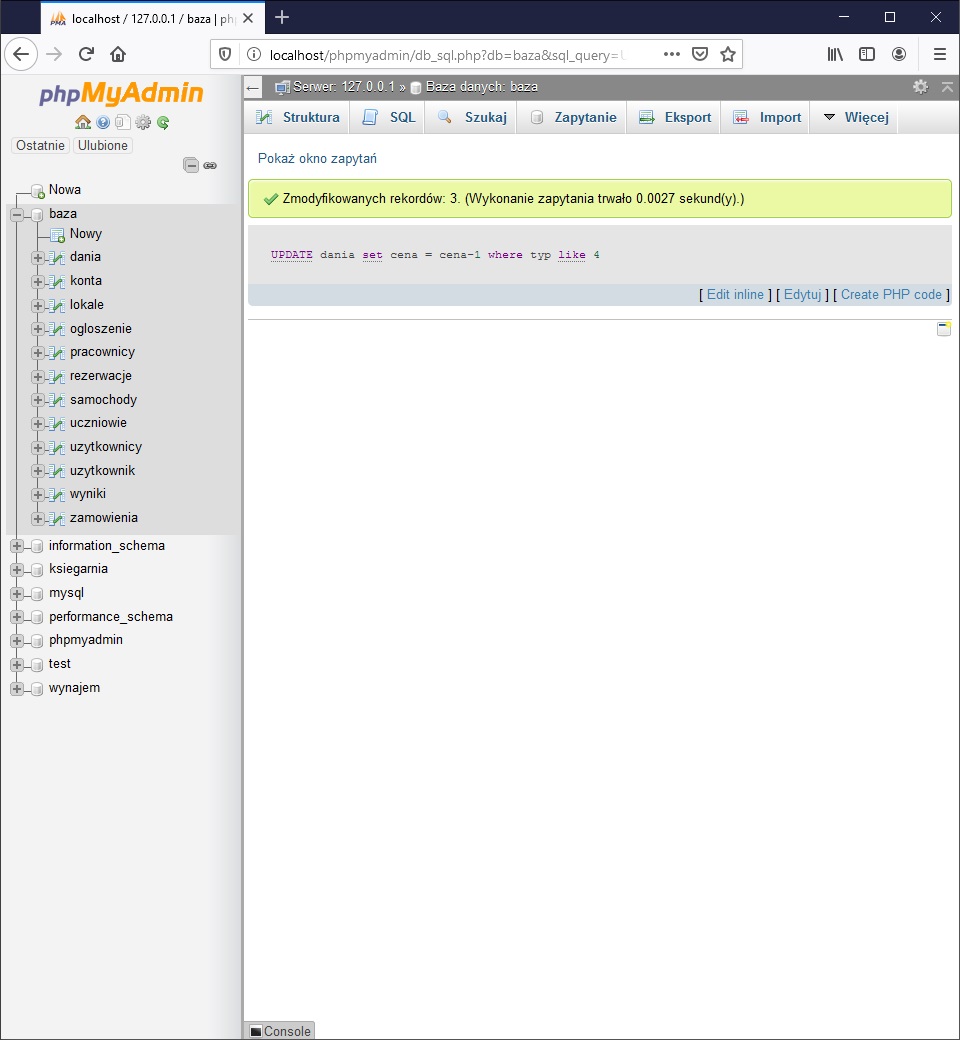 localhost / 127.0.0.1 / baza | ph
localhost/phpmyadmin/db_sql.php?db=baza&sql_query=
phpMyAdmin
Ostatnie Ulubione
Nowa
baza
Nowy
dania
konta
lokale
ogloszenie
pracownicy
rezerwacje
samochody
uczniowie
uzytkownicy
uzytkownik
wyniki
zamowienia
information_schema
ksiegarnia
mysql
performance_schema
phpmyadmin
test
wynajem
Serwer: 127.0.0.1 » Baza danych: baza
Struktura SQL Szukaj Zapytanie Eksport Import Więcej
Pokaż okno zapytań
Zmodyfikowanych rekordów: 3. (Wykonanie zapytania trwało 0.0027 sekund(y).)
UPDATE dania set cena = cena-1 where typ like 4
[ Edit inline ] [ Edytuj ] [ Create PHP code ]
Console